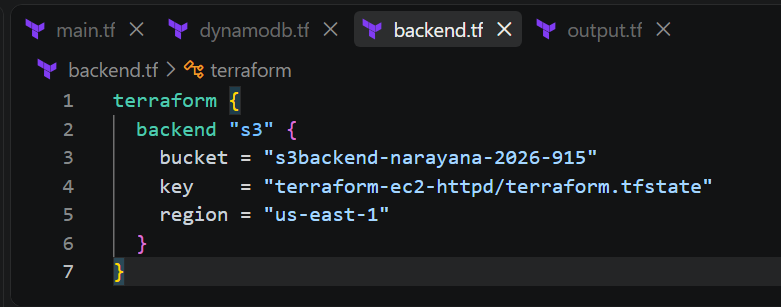 main.tf dynamodb.tf backend.tf output.tf
backend.tf > terraform
1 terraform {
2   backend "s3" {
3     bucket = "s3backend-narayana-2026-915"
4     key    = "terraform-ec2-httpd/terraform.tfstate"
5     region = "us-east-1"
6   }
7 }